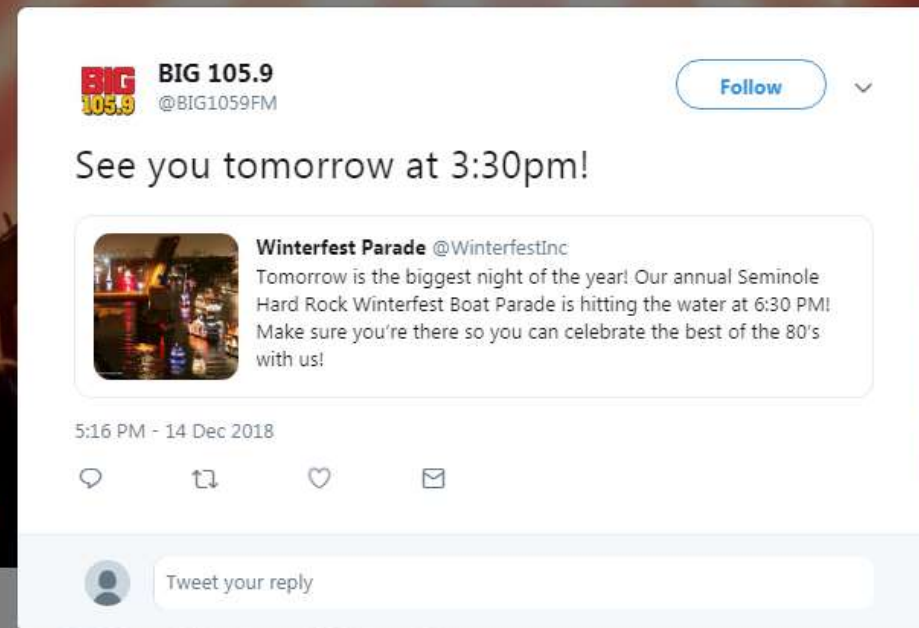 BIG
105.9
BIG 105.9
@BIG1059FM
Follow
See you tomorrow at 3:30pm!
Winterfest Parade @WinterfestInc
Tomorrow is the biggest night of the year! Our annual Seminole
Hard Rock Winterfest Boat Parade is hitting the water at 6:30 PM!
Make sure you're there so you can celebrate the best of the 80's
with us!
5:16 PM - 14 Dec 2018
Tweet your reply